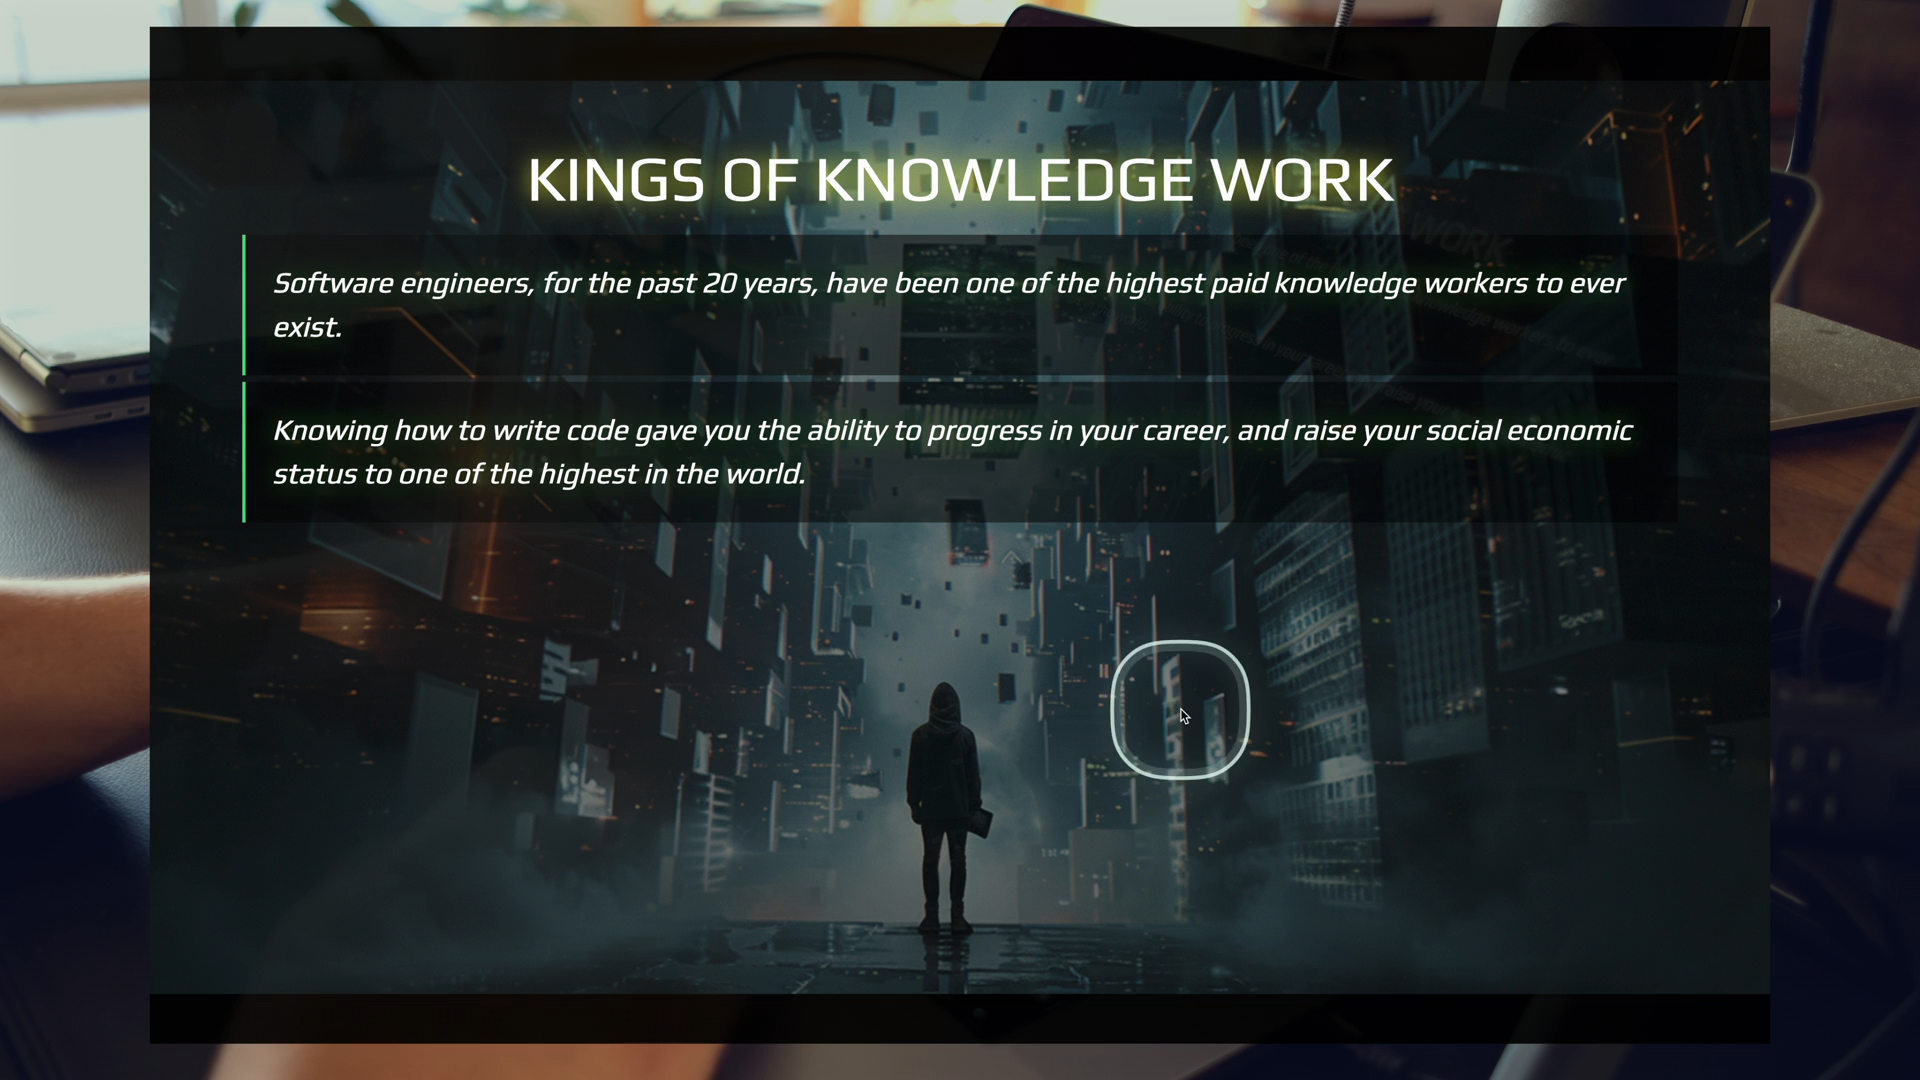 KINGS OF KNOWLEDGE WORK
Software engineers, for the past 20 years, have been one of the highest paid knowledge workers to ever
exist.
Knowing how to write code gave you the ability to progress in your career, and raise your social economic
status to one of the highest in the world.